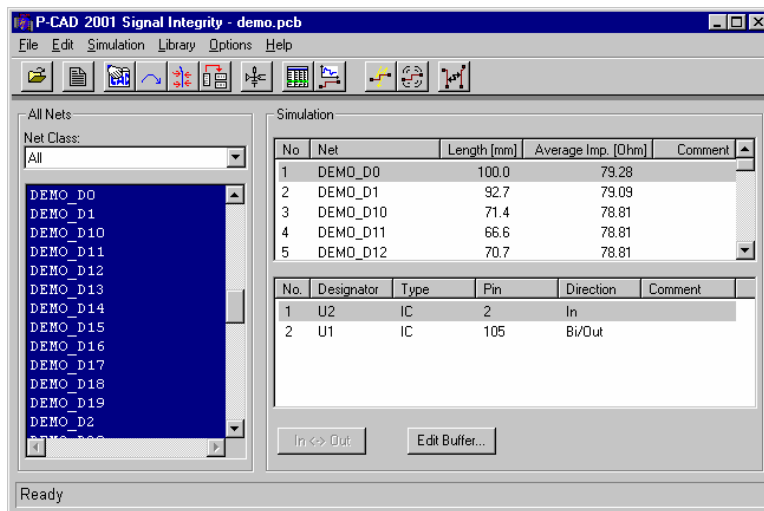 P-CAD 2001 Signal Integrity - demo.pcb
File Edit Simulation Library Options Help
All Nets
Net Class:
All
DEMO_D0
DEMO_D1
DEMO_D10
DEMO_D11
DEMO_D12
DEMO_D13
DEMO_D14
DEMO_D15
DEMO_D16
DEMO_D17
DEMO_D18
DEMO_D19
DEMO_D2
Simulation
No Net Length [mm] Average Imp. [Ohm] Comment
1 DEMO_D0 100.0 79.28
2 DEMO_D1 92.7 79.09
3 DEMO_D10 71.4 78.81
4 DEMO_D11 66.6 78.81
5 DEMO_D12 70.7 78.81
No. Designator Type Pin Direction Comment
1 U2 IC 2 In
2 U1 IC 105 Bi/Out
In <-> Out Edit Buffer...
Ready